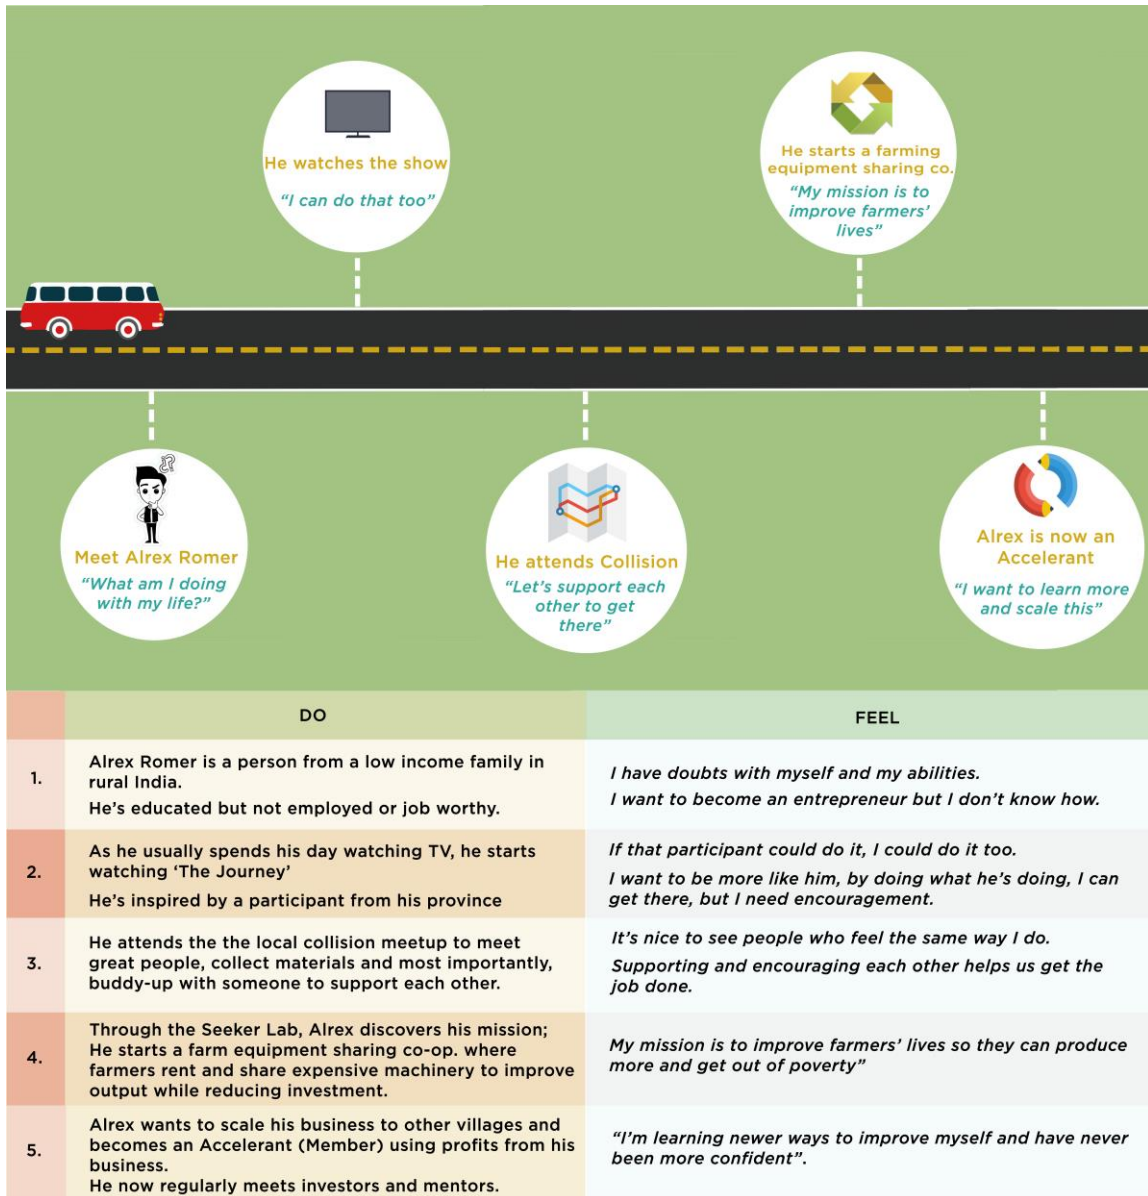 He watches the show
“I can do that too”
He starts a farming
equipment sharing co.
“My mission is to
improve farmers’
lives”
Meet Alrex Romer
“What am I doing
with my life?”
He attends Collision
“Let’s support each
other to get
there”
Alrex is now an
Accelerant
“I want to learn more
and scale this”
DO
FEEL
1.
Alrex Romer is a person from a low income family in
rural India.
He’s educated but not employed or job worthy.
I have doubts with myself and my abilities.
I want to become an entrepreneur but I don’t know how.
2.
As he usually spends his day watching TV, he starts
watching ‘The Journey’
He’s inspired by a participant from his province
If that participant could do it, I could do it too.
I want to be more like him, by doing what he’s doing, I can
get there, but I need encouragement.
3.
He attends the the local collision meetup to meet
great people, collect materials and most importantly,
buddy-up with someone to support each other.
It’s nice to see people who feel the same way I do.
Supporting and encouraging each other helps us get the
job done.
4.
Through the Seeker Lab, Alrex discovers his mission;
He starts a farm equipment sharing co-op. where
farmers rent and share expensive machinery to improve
output while reducing investment.
My mission is to improve farmers’ lives so they can produce
more and get out of poverty”
5.
Alrex wants to scale his business to other villages and
becomes an Accelerant (Member) using profits from his
business.
He now regularly meets investors and mentors.
“I’m learning newer ways to improve myself and have never
been more confident”.